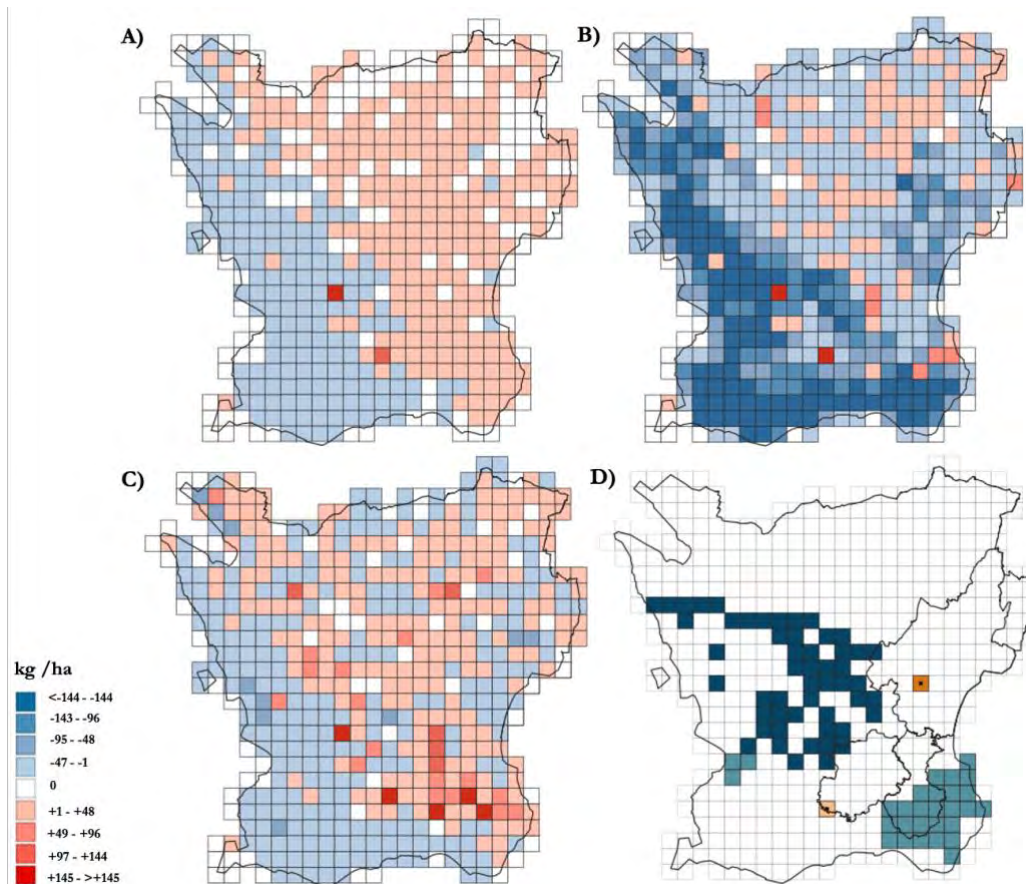 A)
B)
C)
D)
kg /ha
<-144 - -144
-143 - -96
-95 - -48
-47 - -1
0
+1 - +48
+49 - +96
+97 - +144
+145 - >+145